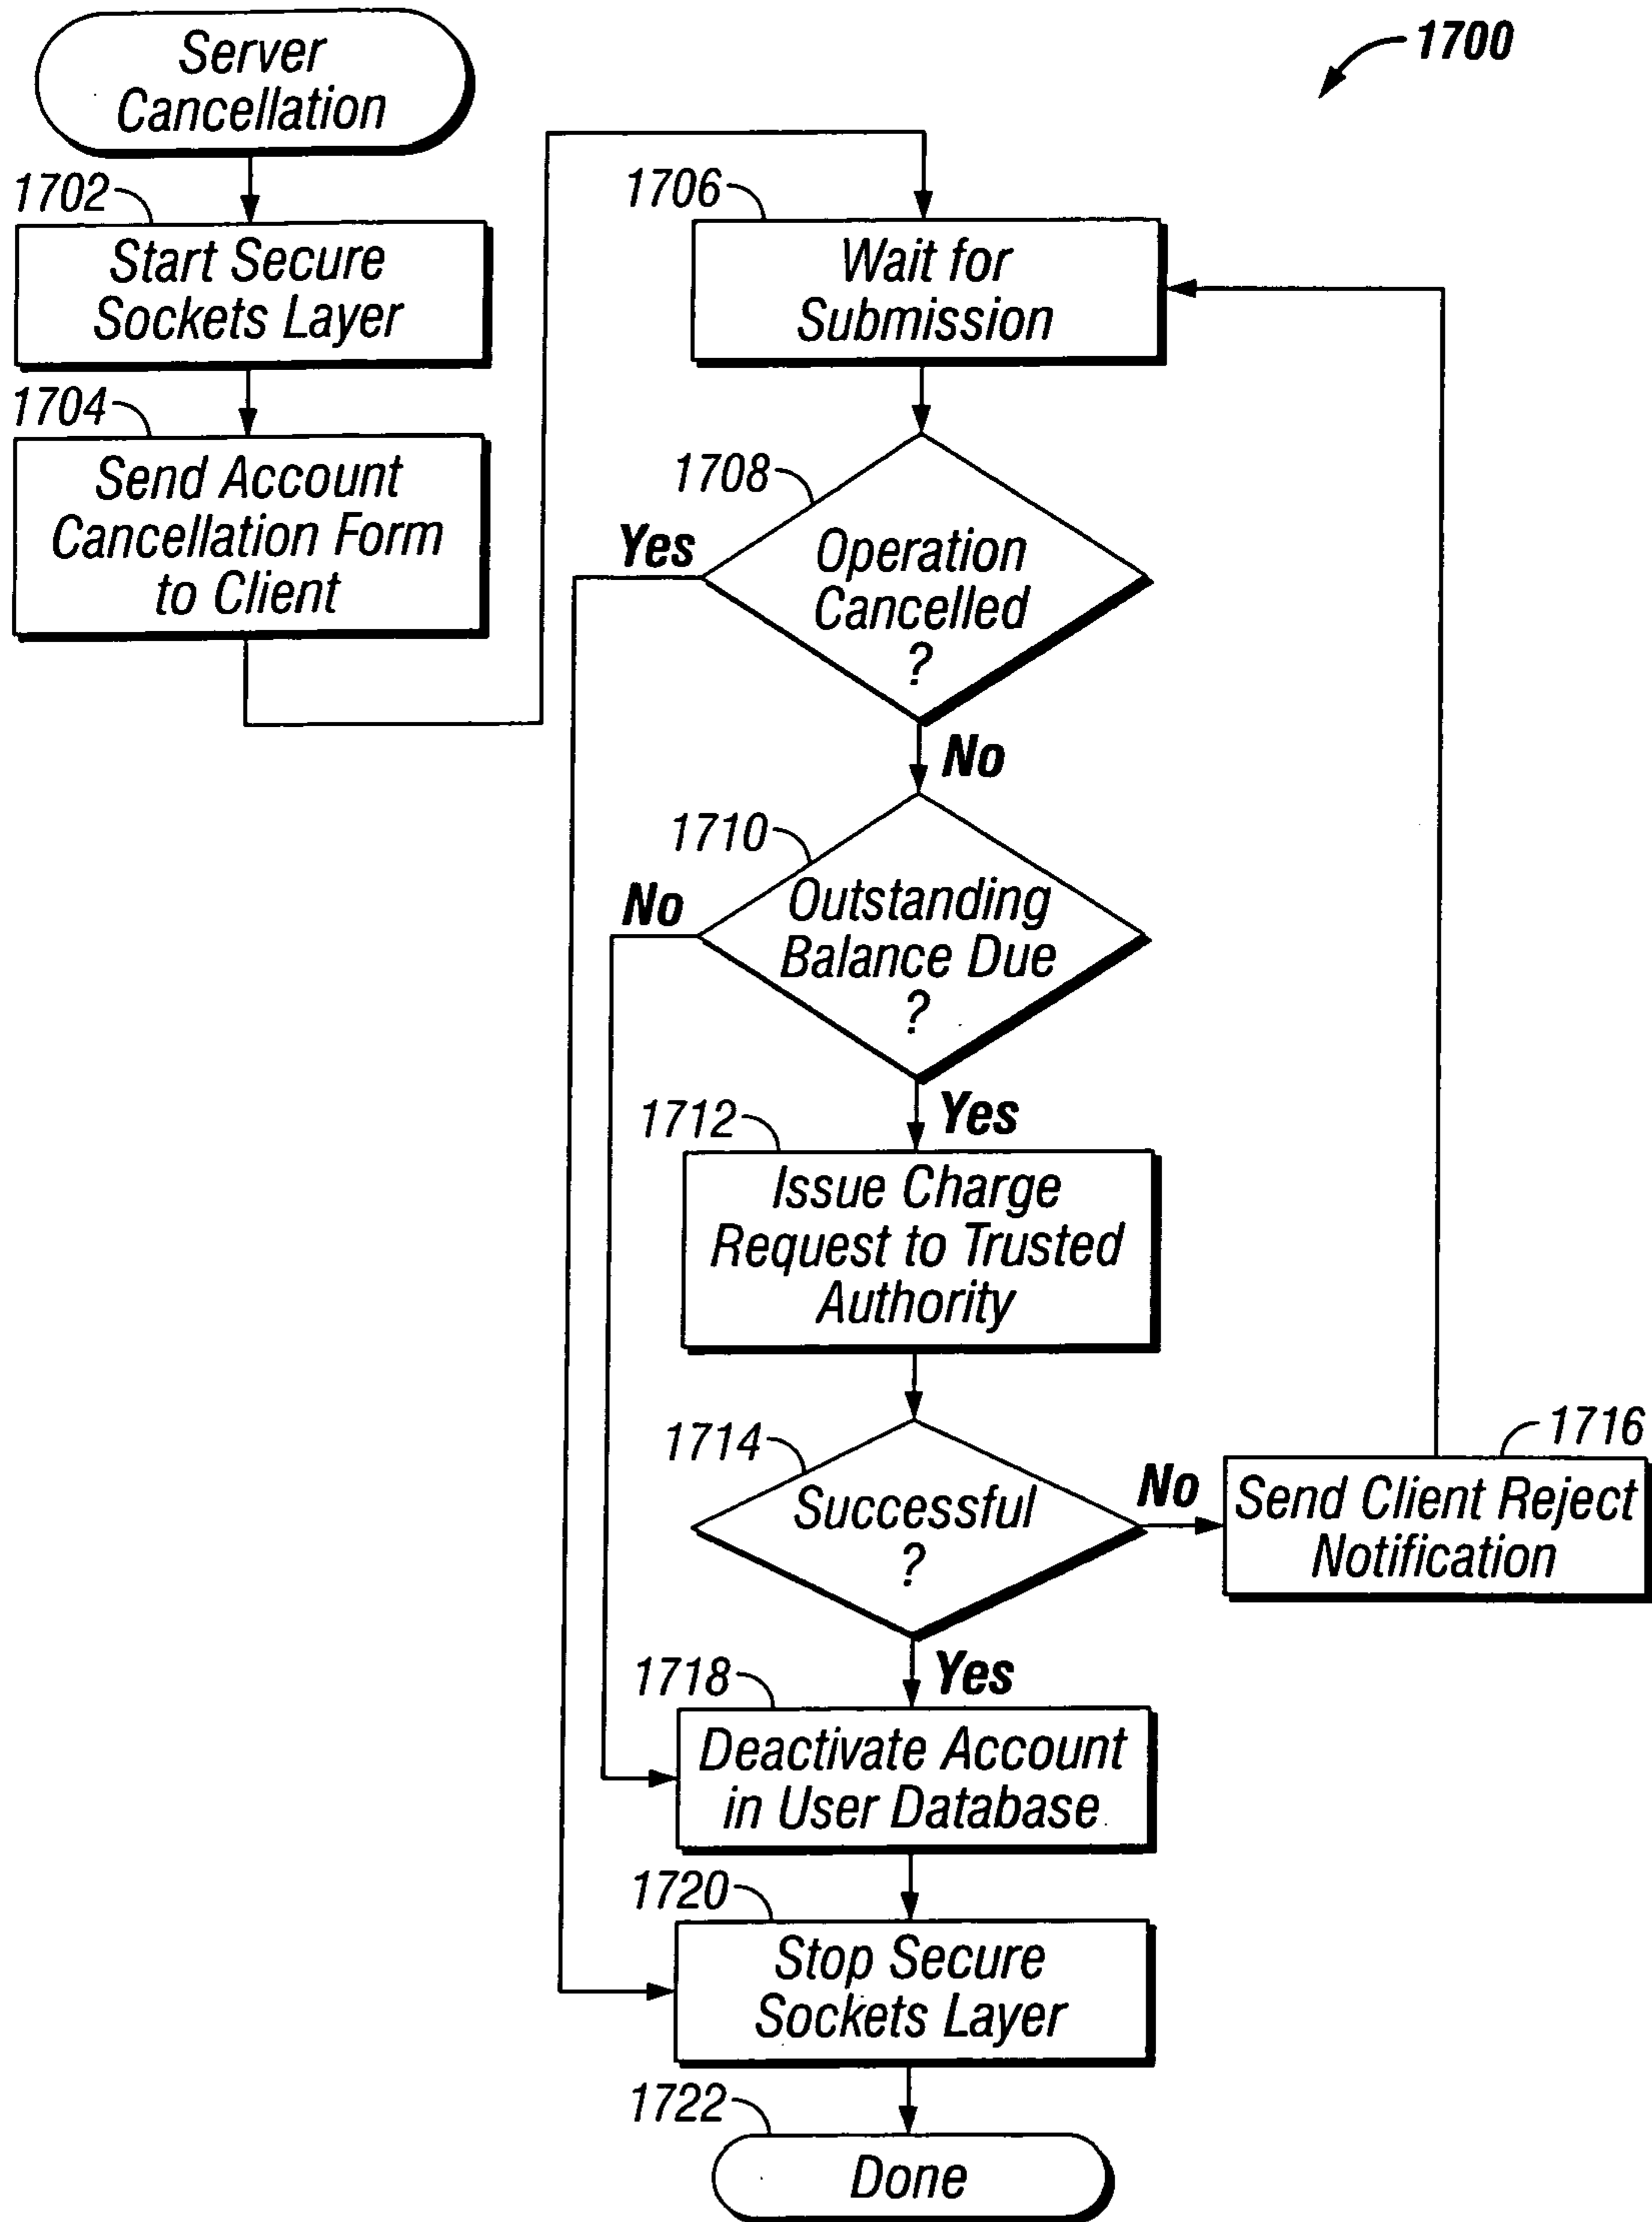 1700
Server
Cancellation
1702
Start Secure
Sockets Layer
1704
Send Account
Cancellation Form
to Client
1706
Wait for
Submission
1708
Operation
Cancelled
?
Yes
No
1710
Outstanding
Balance Due
?
No
Yes
1712
Issue Charge
Request to Trusted
Authority
1714
Successful
?
No
1716
Send Client Reject
Notification
Yes
1718
Deactivate Account
in User Database
1720
Stop Secure
Sockets Layer
1722
Done